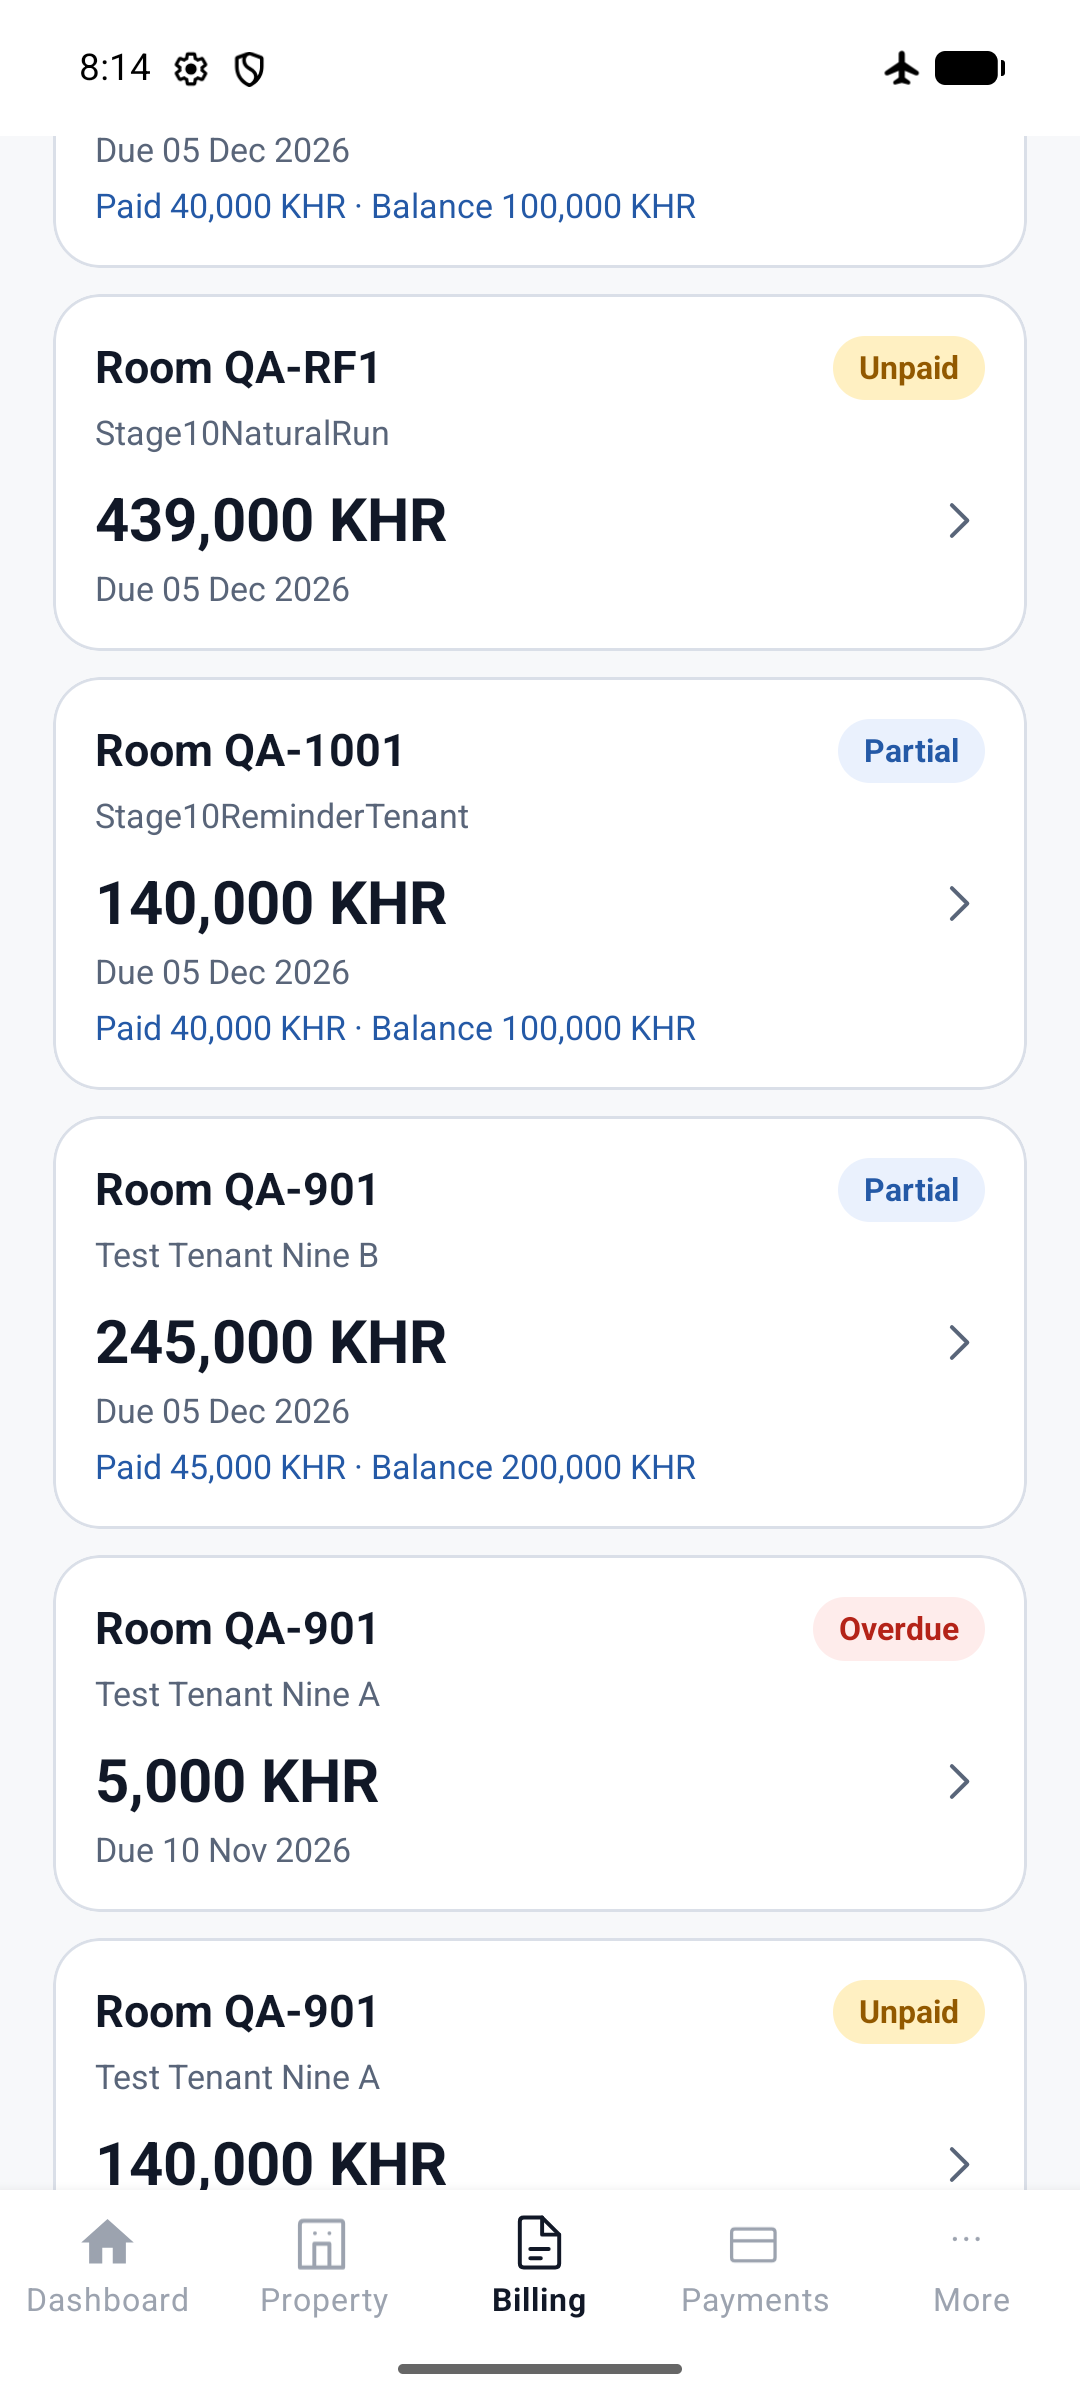 8:14
Due 05 Dec 2026
Paid 40,000 KHR · Balance 100,000 KHR
Room QA-RF1
Unpaid
Stage10NaturalRun
439,000 KHR
Due 05 Dec 2026
Room QA-1001
Partial
Stage10ReminderTenant
140,000 KHR
Due 05 Dec 2026
Paid 40,000 KHR · Balance 100,000 KHR
Room QA-901
Partial
Test Tenant Nine B
245,000 KHR
Due 05 Dec 2026
Paid 45,000 KHR · Balance 200,000 KHR
Room QA-901
Overdue
Test Tenant Nine A
5,000 KHR
Due 10 Nov 2026
Room QA-901
Unpaid
Test Tenant Nine A
140,000 KHR
Dashboard
Property
Billing
Payments
More